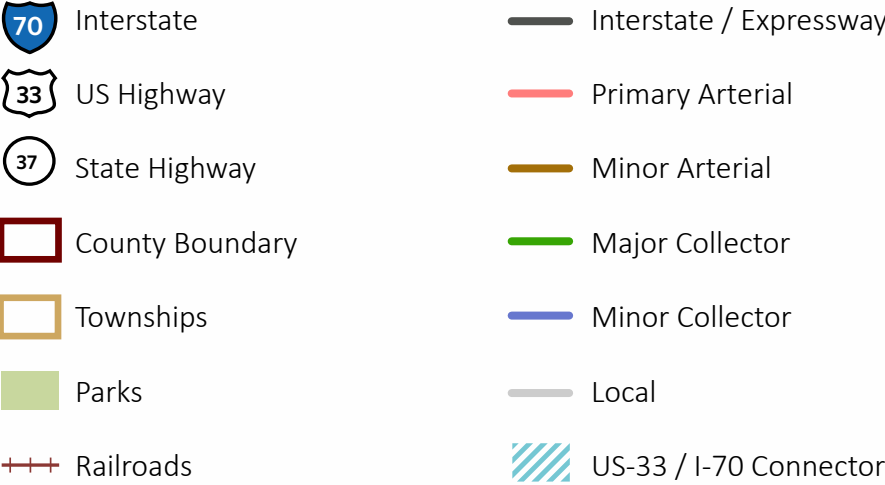 70 Interstate
33 US Highway
37 State Highway
County Boundary
Townships
Parks
Railroads
Interstate / Expressway
Primary Arterial
Minor Arterial
Major Collector
Minor Collector
Local
US-33 / I-70 Connector